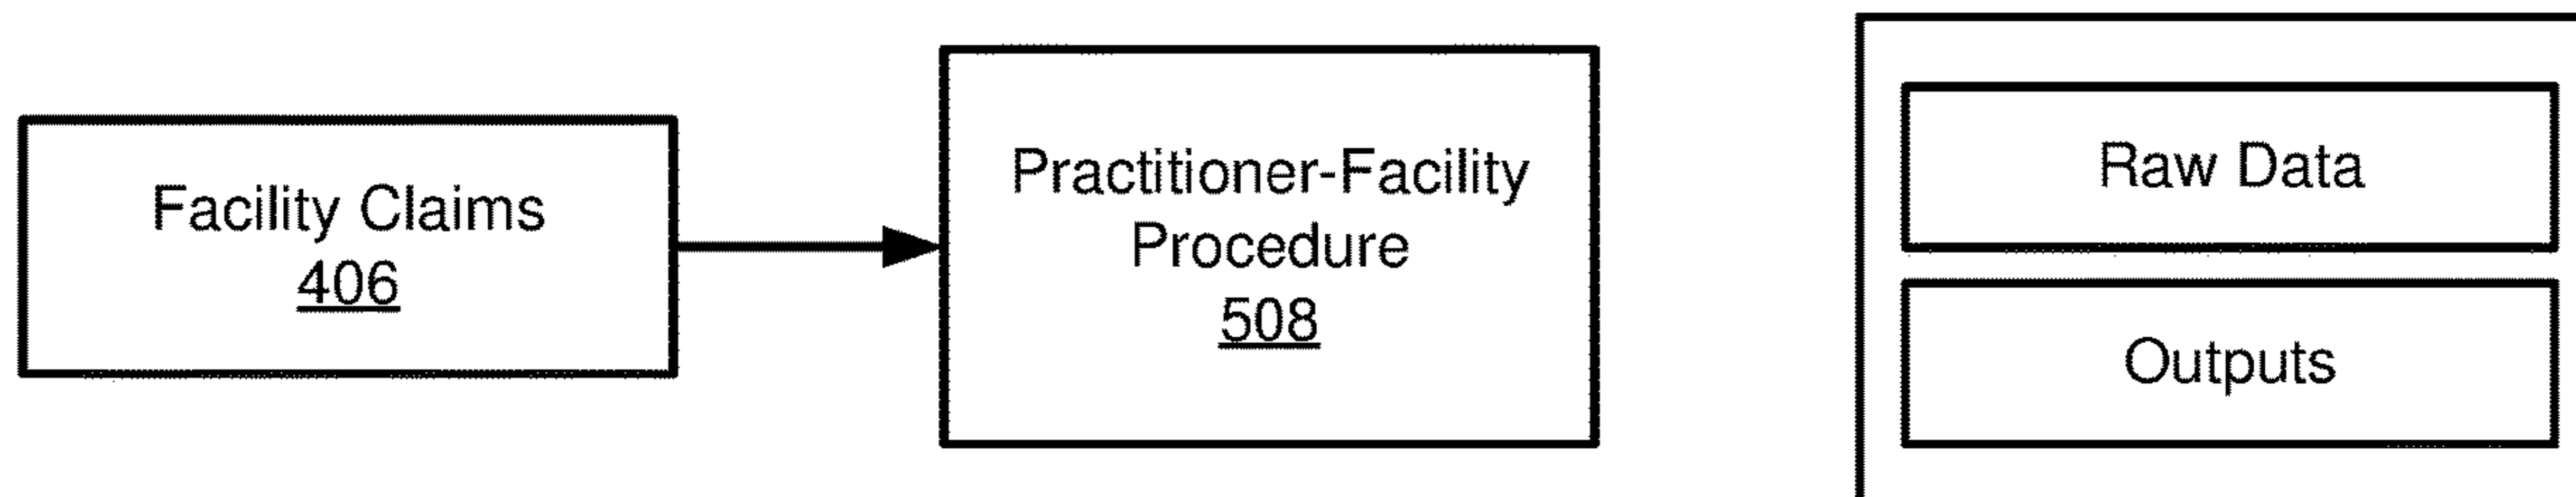 Facility Claims
406
Practitioner-Facility
Procedure
508
Raw Data
Outputs